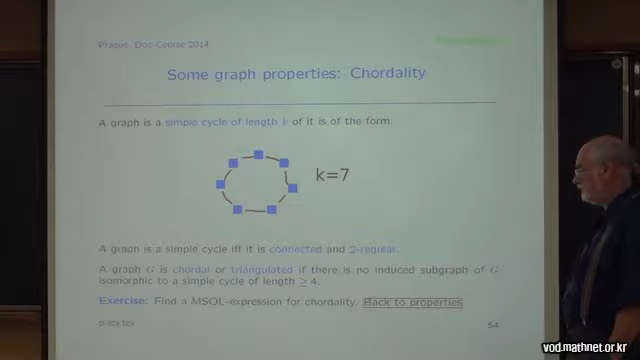 Prague, Doc-Course 2014
Some graph properties: Chordality
A graph is a simple cycle of length k of it is of the form:
k=7
A graph is a simple cycle iff it is connected and 2-regular.
A graph G is chordal or triangulated if there is no induced subgraph of G
isomorphic to a simple cycle of length ≥ 4.
Exercise: Find a MSOL-expression for chordality. Back to properties
54
vod.mathnet.or.kr